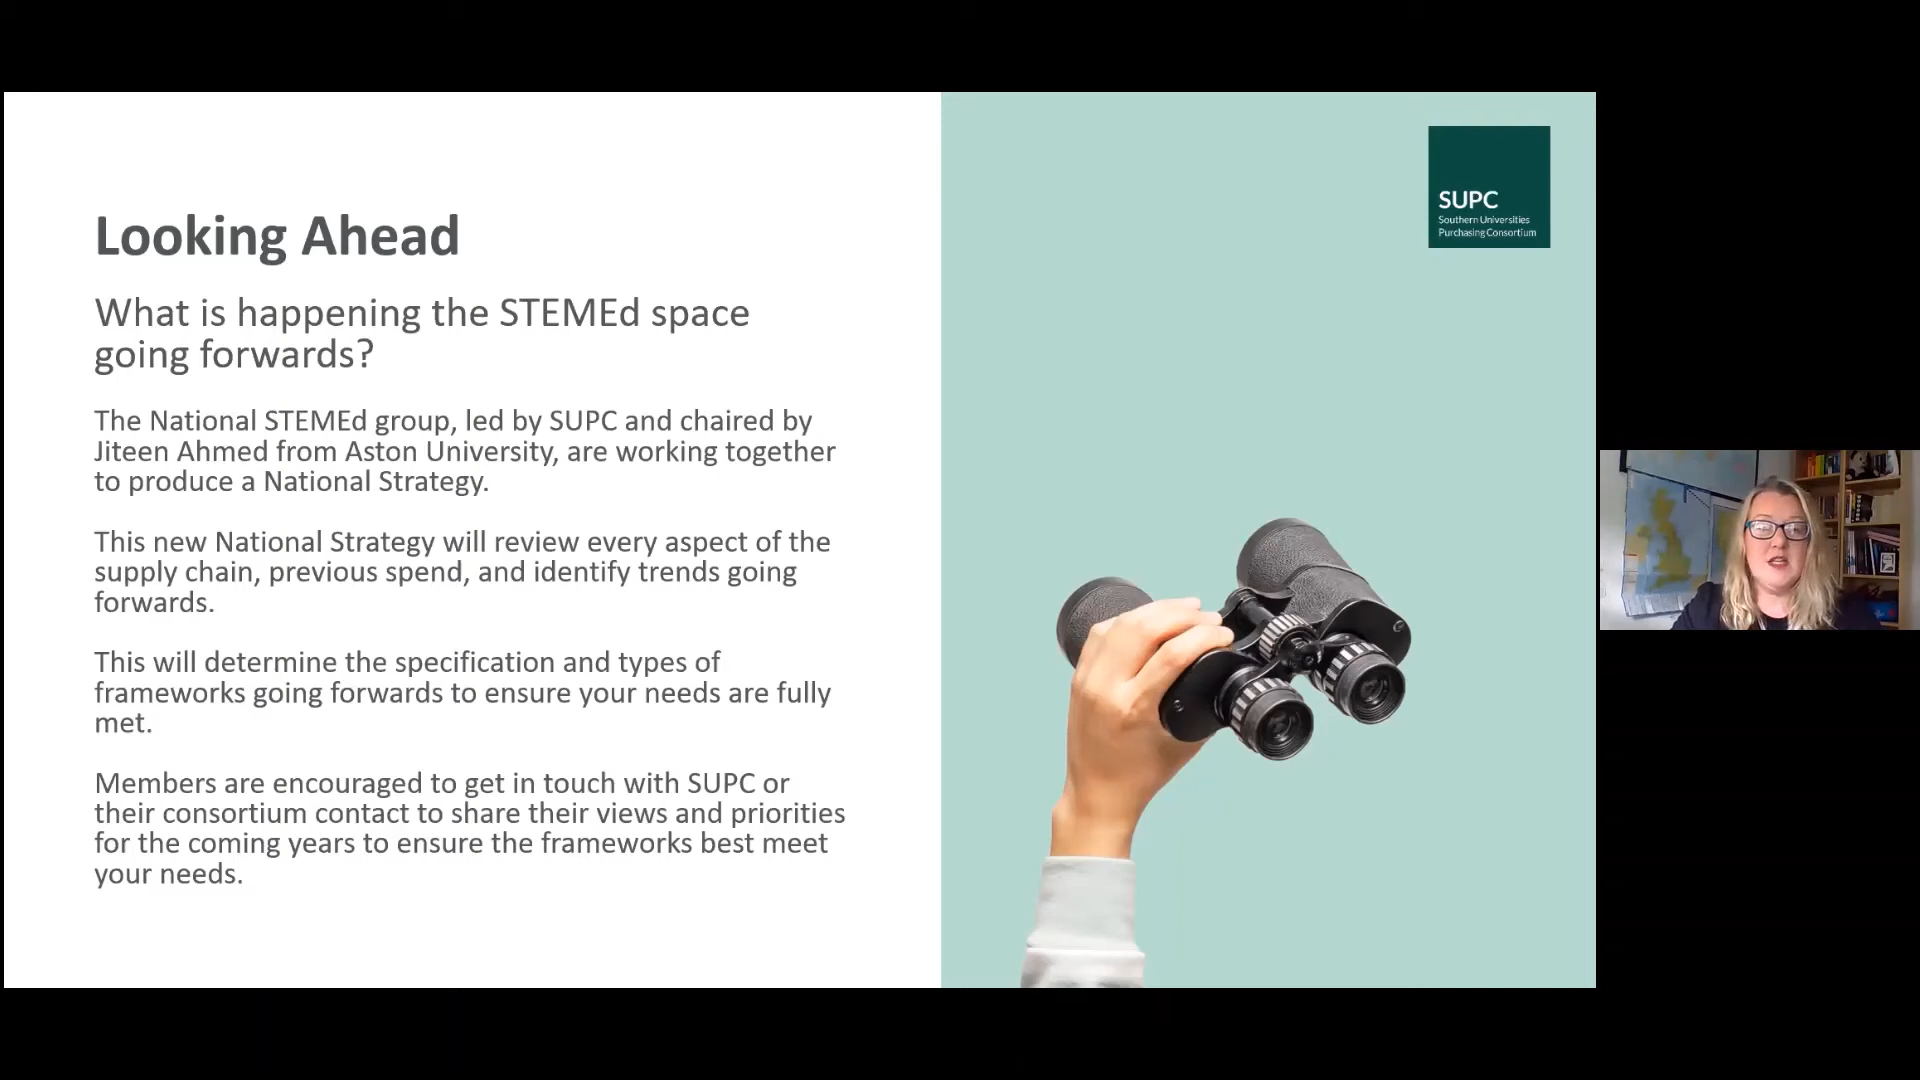 Looking Ahead
What is happening the STEMEd space
going forwards?
The National STEMEd group, led by SUPC and chaired by
Jiteen Ahmed from Aston University, are working together
to produce a National Strategy.
This new National Strategy will review every aspect of the
supply chain, previous spend, and identify trends going
forwards.
This will determine the specification and types of
frameworks going forwards to ensure your needs are fully
met.
Members are encouraged to get in touch with SUPC or
their consortium contact to share their views and priorities
for the coming years to ensure the frameworks best meet
your needs.
SUPC
Southern Universities
Purchasing Consortium